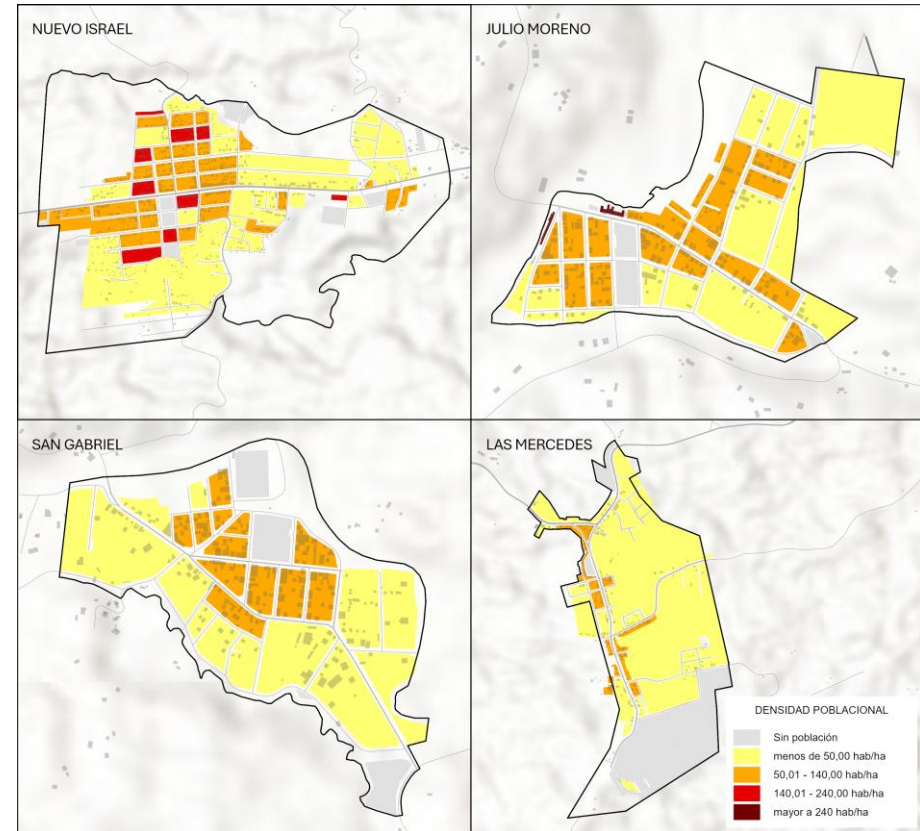 NUEVO ISRAEL
JULIO MORENO
SAN GABRIEL
LAS MERCEDES
DENSIDAD POBLACIONAL
Sin población
menos de 50,00 hab/ha
50,01 - 140,00 hab/ha
140,01 - 240,00 hab/ha
mayor a 240 hab/ha